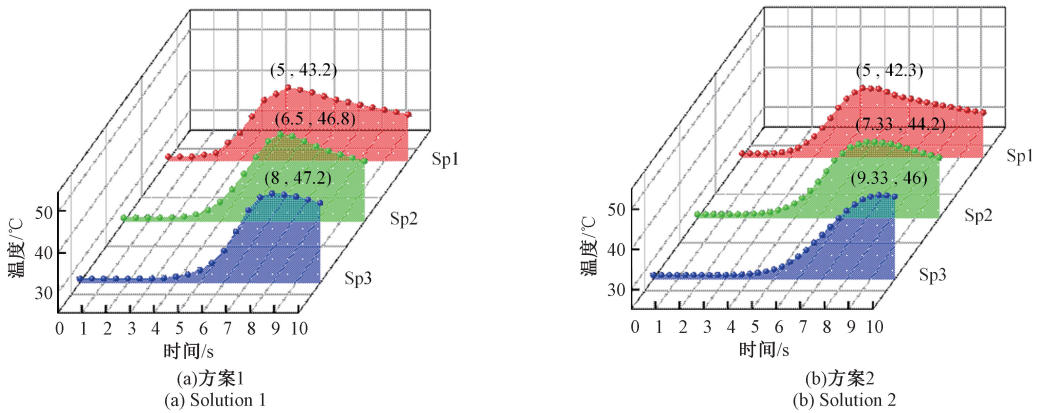 (5 , 43.2)
(6.5 , 46.8)
(8 , 47.2)
Sp1
Sp2
Sp3
温度/℃
50
40
30
0 1 2 3 4 5 6 7 8 9 10
时间/s
(a)方案1
(a) Solution 1
(5 , 42.3)
(7.33 , 44.2)
(9.33 , 46)
Sp1
Sp2
Sp3
温度/℃
50
40
30
0 1 2 3 4 5 6 7 8 9 10
时间/s
(b)方案2
(b) Solution 2